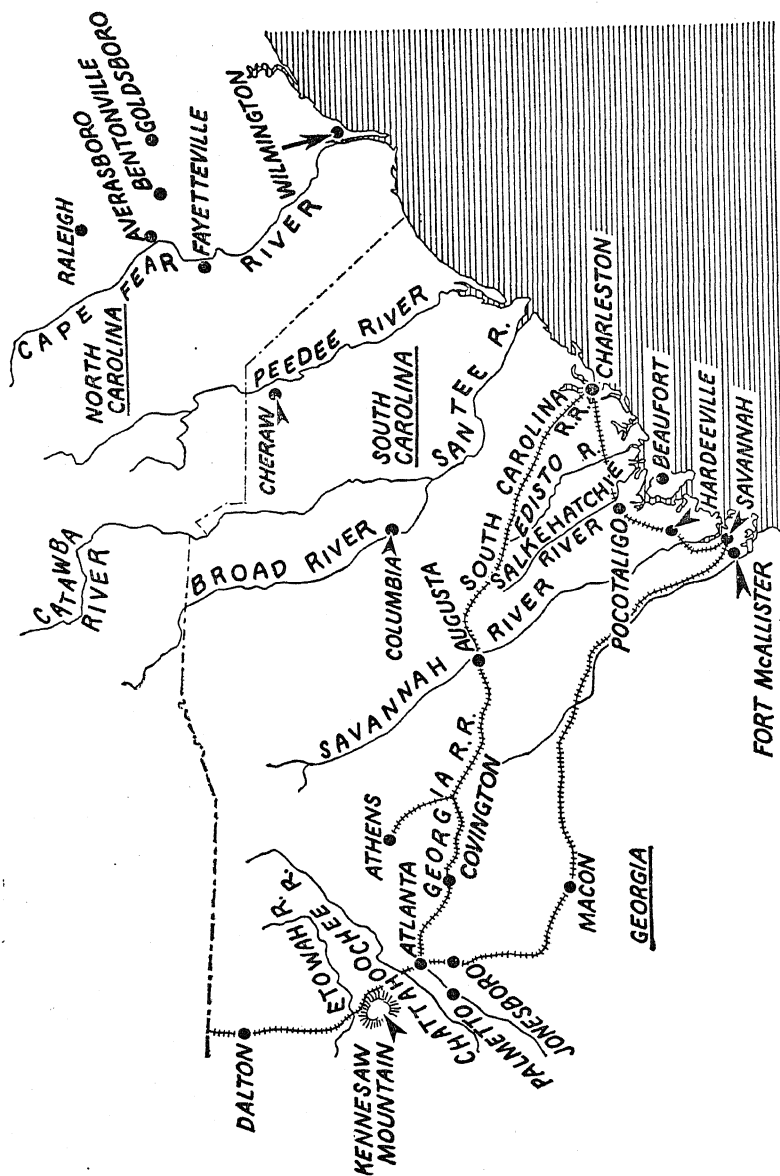 RALEIGH
AVERASBORO
BENTONVILLE
GOLDSBORO
FAYETTEVILLE
WILMINGTON
CAPE FEAR RIVER
NORTH
CAROLINA
PEEDEE RIVER
CHERAW
SOUTH
CAROLINA
SANTEE R.
CATAWBA
RIVER
BROAD RIVER
COLUMBIA
SOUTH CAROLINA
R.R.
EDISTO R.
SALKEHATCHIE
RIVER
CHARLESTON
BEAUFORT
HARDEEVILLE
SAVANNAH
POCOTALIGO
FORT McALLISTER
AUGUSTA
SAVANNAH RIVER
GEORGIA R.R.
ATHENS
COVINGTON
ATLANTA
MACON
GEORGIA
ETOWAH R.
CHATTAHOOCHEE R.
PALMETTO
JONESBORO
KENNESAW
MOUNTAIN
DALTON